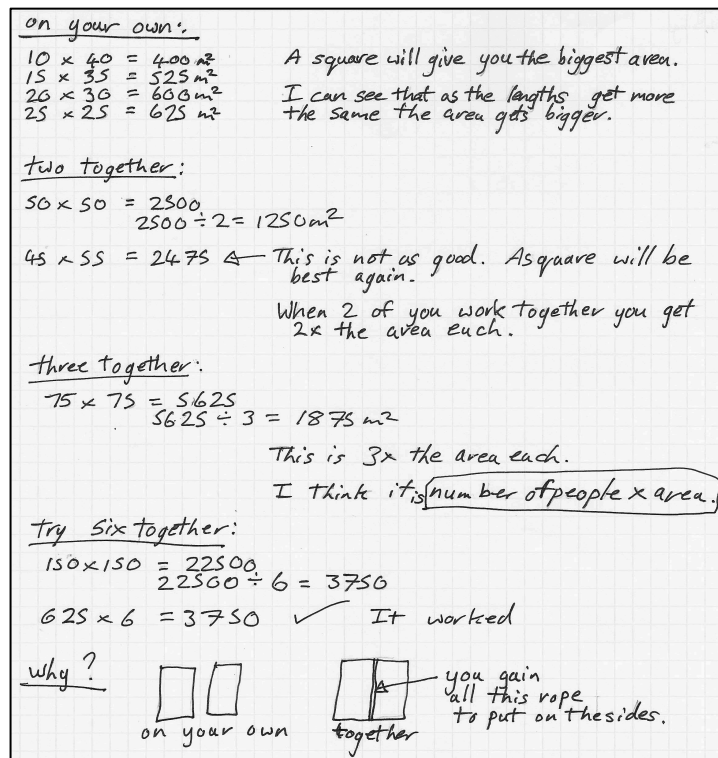 on your own:
10 x 40 = 400 m²
15 x 35 = 525 m²
20 x 30 = 600 m²
25 x 25 = 625 m²
A square will give you the biggest area.
I can see that as the lengths get more
the same the area gets bigger.
two together:
50 x 50 = 2500
2500 ÷ 2 = 1250 m²
45 x 55 = 2475 ← This is not as good. A square will be
best again.
When 2 of you work together you get
2x the area each.
three together:
75 x 75 = 5625
5625 ÷ 3 = 1875 m²
This is 3x the area each.
I think it is number of people x area.
try six together:
150 x 150 = 22500
22500 ÷ 6 = 3750
625 x 6 = 3750 ✓ It worked
why?
on your own
together
you gain
all this rope
to put on the sides.